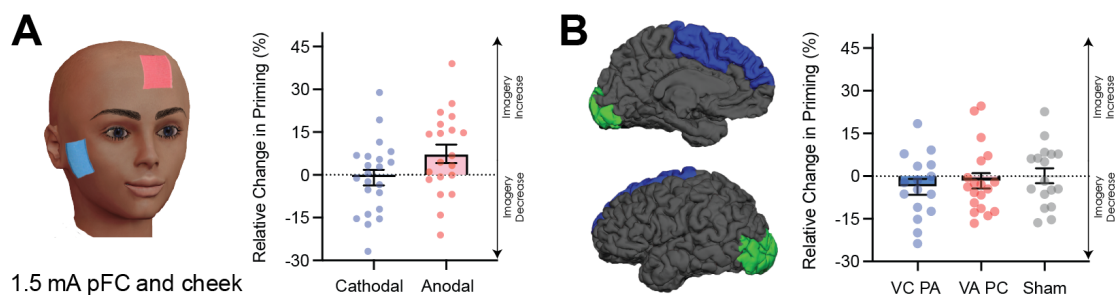 A
1.5 mA pFC and cheek
Relative Change in Priming (%)
45
30
15
0
-15
-30
Cathodal
Anodal
Imagery
Increase
Imagery
Decrease
B
Relative Change in Priming (%)
45
30
15
0
-15
-30
VC PA
VA PC
Sham
Imagery
Increase
Imagery
Decrease